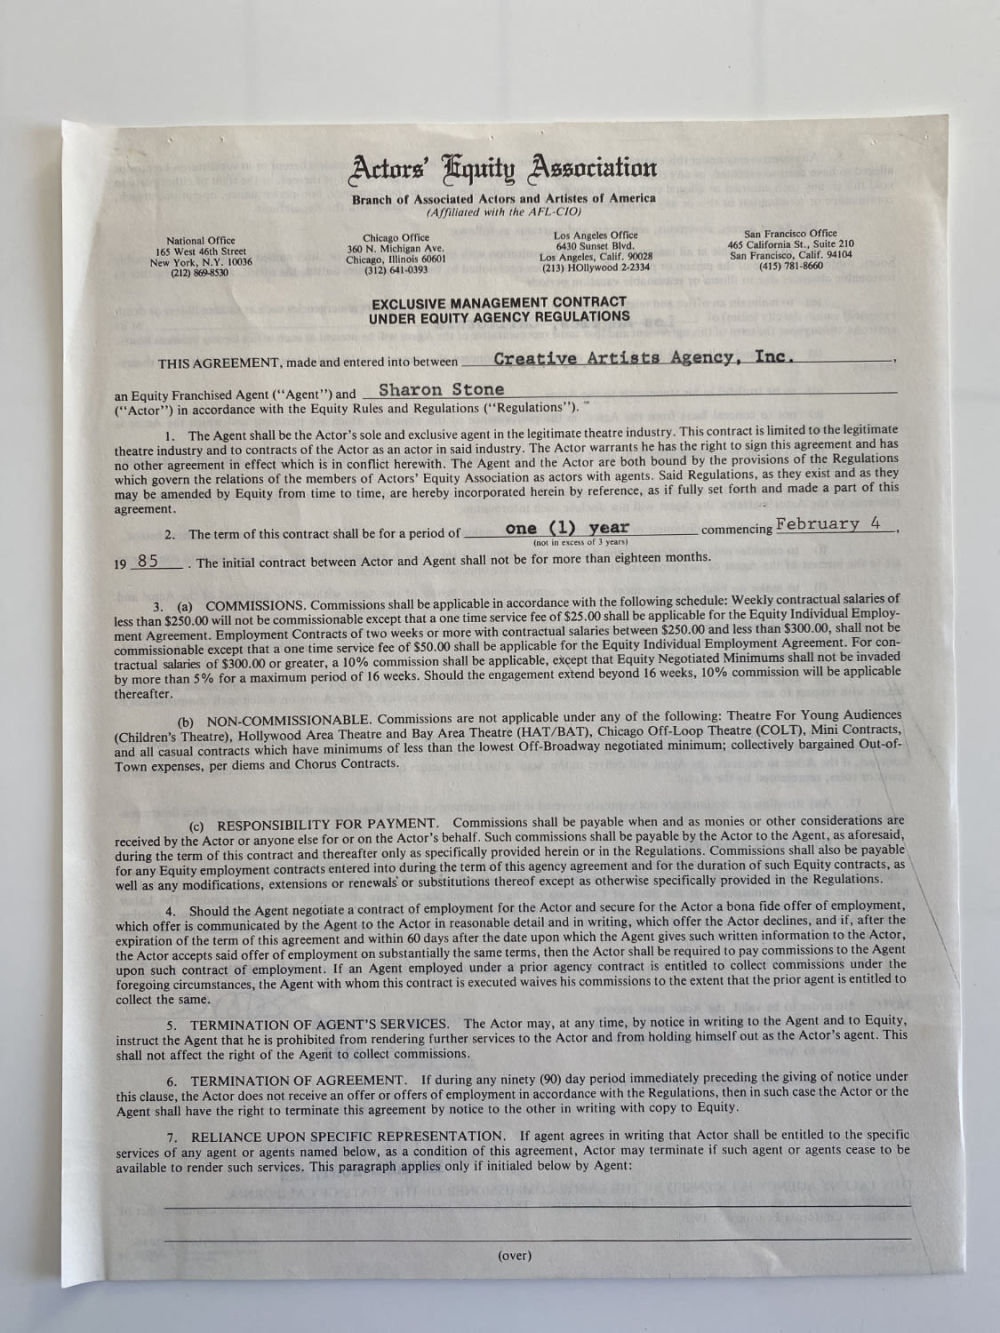 Actors' Equity Association
Branch of Associated Actors and Artistes of America
(Affiliated with the AFL-CIO)
National Office
165 West 46th Street
New York, N.Y. 10036
(212) 869-8530
Chicago Office
360 N. Michigan Ave.
Chicago, Illinois 60601
(312) 641-0393
Los Angeles Office
6430 Sunset Blvd.
Los Angeles, Calif. 90028
(213) HOllywood 2-2334
San Francisco Office
465 California St., Suite 210
San Francisco, Calif. 94104
(415) 781-8660
EXCLUSIVE MANAGEMENT CONTRACT
UNDER EQUITY AGENCY REGULATIONS
THIS AGREEMENT, made and entered into between Creative Artists Agency, Inc. ,
an Equity Franchised Agent ("Agent") and Sharon Stone
("Actor") in accordance with the Equity Rules and Regulations ("Regulations").
1. The Agent shall be the Actor's sole and exclusive agent in the legitimate theatre industry. This contract is limited to the legitimate
theatre industry and to contracts of the Actor as an actor in said industry. The Actor warrants he has the right to sign this agreement and has
no other agreement in effect which is in conflict herewith. The Agent and the Actor are both bound by the provisions of the Regulations
which govern the relations of the members of Actors' Equity Association as actors with agents. Said Regulations, as they exist and as they
may be amended by Equity from time to time, are hereby incorporated herein by reference, as if fully set forth and made a part of this
agreement.
2. The term of this contract shall be for a period of one (1) year commencing February 4 ,
(not in excess of 3 years)
19 85 . The initial contract between Actor and Agent shall not be for more than eighteen months.
3. (a) COMMISSIONS. Commissions shall be applicable in accordance with the following schedule: Weekly contractual salaries of
less than $250.00 will not be commissionable except that a one time service fee of $25.00 shall be applicable for the Equity Individual Employ-
ment Agreement. Employment Contracts of two weeks or more with contractual salaries between $250.00 and less than $300.00, shall not be
commissionable except that a one time service fee of $50.00 shall be applicable for the Equity Individual Employment Agreement. For con-
tractual salaries of $300.00 or greater, a 10% commission shall be applicable, except that Equity Negotiated Minimums shall not be invaded
by more than 5% for a maximum period of 16 weeks. Should the engagement extend beyond 16 weeks, 10% commission will be applicable
thereafter.
(b) NON-COMMISSIONABLE. Commissions are not applicable under any of the following: Theatre For Young Audiences
(Children's Theatre), Hollywood Area Theatre and Bay Area Theatre (HAT/BAT), Chicago Off-Loop Theatre (COLT), Mini Contracts,
and all casual contracts which have minimums of less than the lowest Off-Broadway negotiated minimum; collectively bargained Out-of-
Town expenses, per diems and Chorus Contracts.
(c) RESPONSIBILITY FOR PAYMENT. Commissions shall be payable when and as monies or other considerations are
received by the Actor or anyone else for or on the Actor's behalf. Such commissions shall be payable by the Actor to the Agent, as aforesaid,
during the term of this contract and thereafter only as specifically provided herein or in the Regulations. Commissions shall also be payable
for any Equity employment contracts entered into during the term of this agency agreement and for the duration of such Equity contracts, as
well as any modifications, extensions or renewals or substitutions thereof except as otherwise specifically provided in the Regulations.
4. Should the Agent negotiate a contract of employment for the Actor and secure for the Actor a bona fide offer of employment,
which offer is communicated by the Agent to the Actor in reasonable detail and in writing, which offer the Actor declines, and if, after the
expiration of the term of this agreement and within 60 days after the date upon which the Agent gives such written information to the Actor,
the Actor accepts said offer of employment on substantially the same terms, then the Actor shall be required to pay commissions to the Agent
upon such contract of employment. If an Agent employed under a prior agency contract is entitled to collect commissions under the
foregoing circumstances, the Agent with whom this contract is executed waives his commissions to the extent that the prior agent is entitled to
collect the same.
5. TERMINATION OF AGENT'S SERVICES. The Actor may, at any time, by notice in writing to the Agent and to Equity,
instruct the Agent that he is prohibited from rendering further services to the Actor and from holding himself out as the Actor's agent. This
shall not affect the right of the Agent to collect commissions.
6. TERMINATION OF AGREEMENT. If during any ninety (90) day period immediately preceding the giving of notice under
this clause, the Actor does not receive an offer or offers of employment in accordance with the Regulations, then in such case the Actor or the
Agent shall have the right to terminate this agreement by notice to the other in writing with copy to Equity.
7. RELIANCE UPON SPECIFIC REPRESENTATION. If agent agrees in writing that Actor shall be entitled to the specific
services of any agent or agents named below, as a condition of this agreement, Actor may terminate if such agent or agents cease to be
available to render such services. This paragraph applies only if initialed below by Agent:
(over)